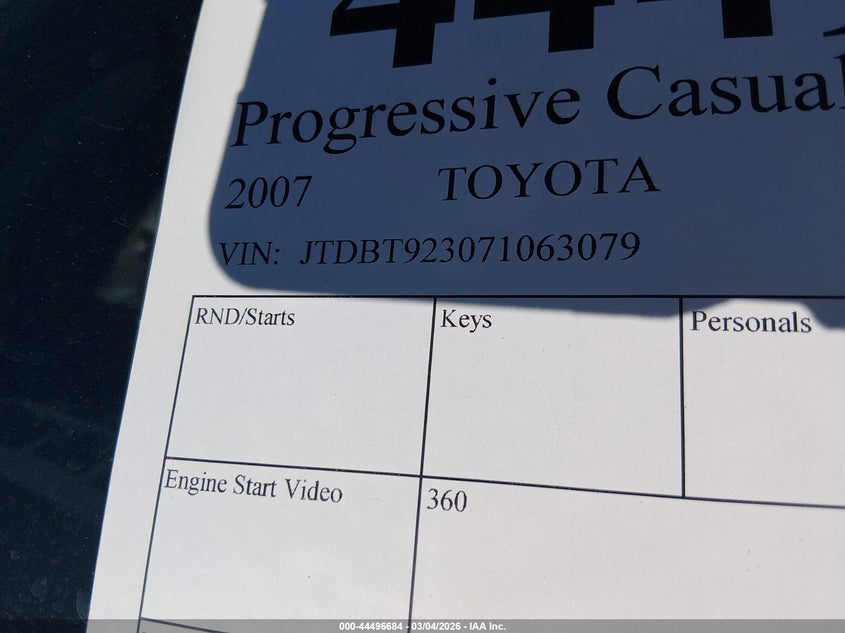 Progressive Casual
2007 TOYOTA
VIN: JTDBT923071063079
RND/Starts Keys Personals
Engine Start Video 360
000-44496684 - 03/04/2026 - IAA Inc.